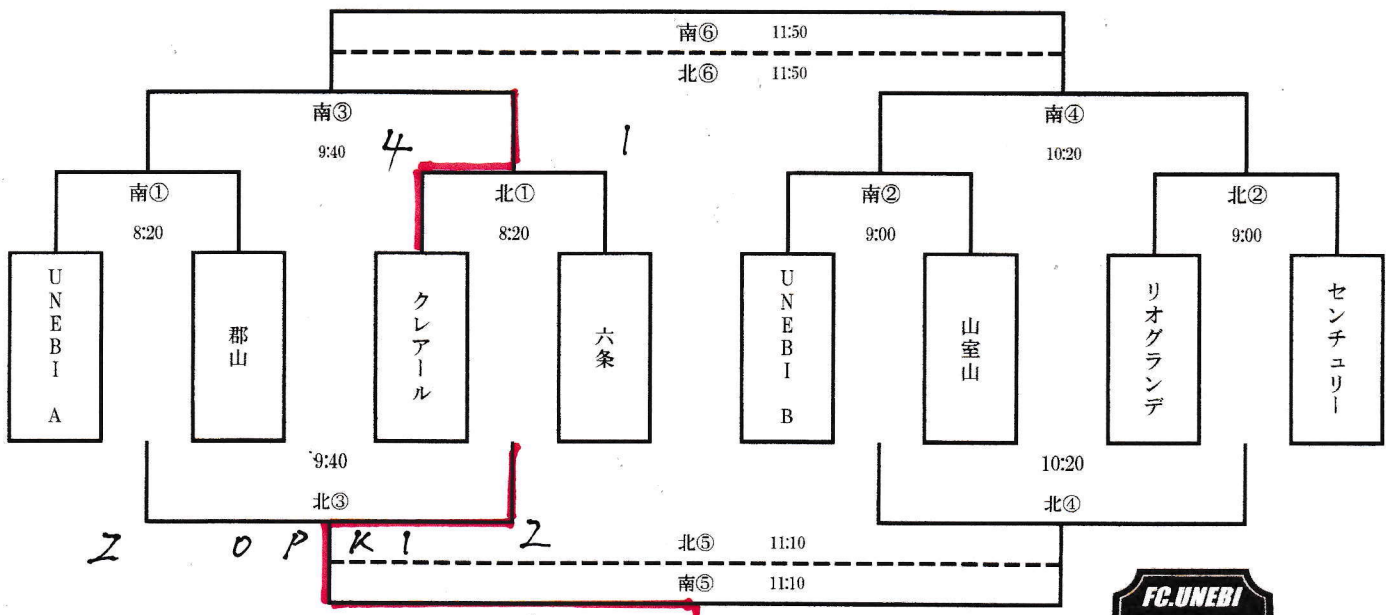 南⑥ 11:50
北⑥ 11:50
南③
9:40
南④
10:20
4
1
南①
8:20
北①
8:20
南②
9:00
北②
9:00
UNEBI A
郡山
クレアール
六条
UNEBI B
山室山
リオグランデ
センチュリー
9:40
北③
10:20
北④
2 0 P K 1 2
北⑤ 11:10
南⑤ 11:10
FC.UNEBI